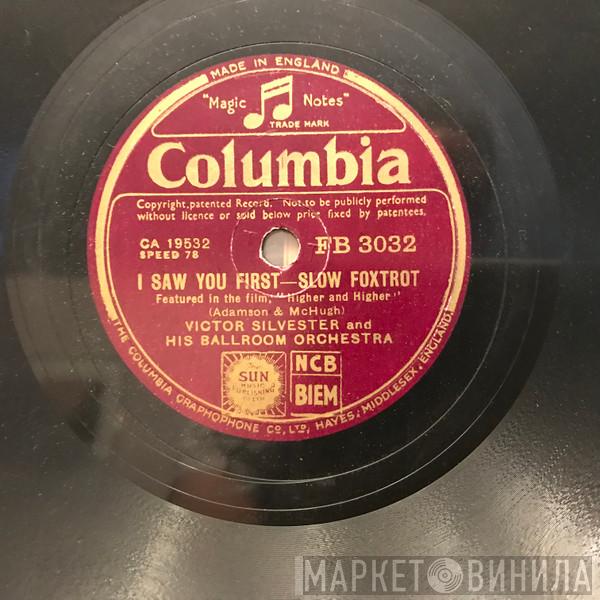 MADE IN ENGLAND
"Magic Notes"
TRADE MARK
Columbia
Copyright, patented Record. Not to be publicly performed
without licence or sold below price fixed by patentees.
CA 19532 FB 3032
SPEED 78
I SAW YOU FIRST—SLOW FOXTROT
Featured in the film, "Higher and Higher"
(Adamson & McHugh)
VICTOR SILVESTER and
HIS BALLROOM ORCHESTRA
SUN
MUSIC
PUBLISHING
NCB
BIEM
THE COLUMBIA GRAPHOPHONE CO., LTD., HAYES, MIDDLESEX, ENGLAND.
МАРКЕТ ВИНИЛА